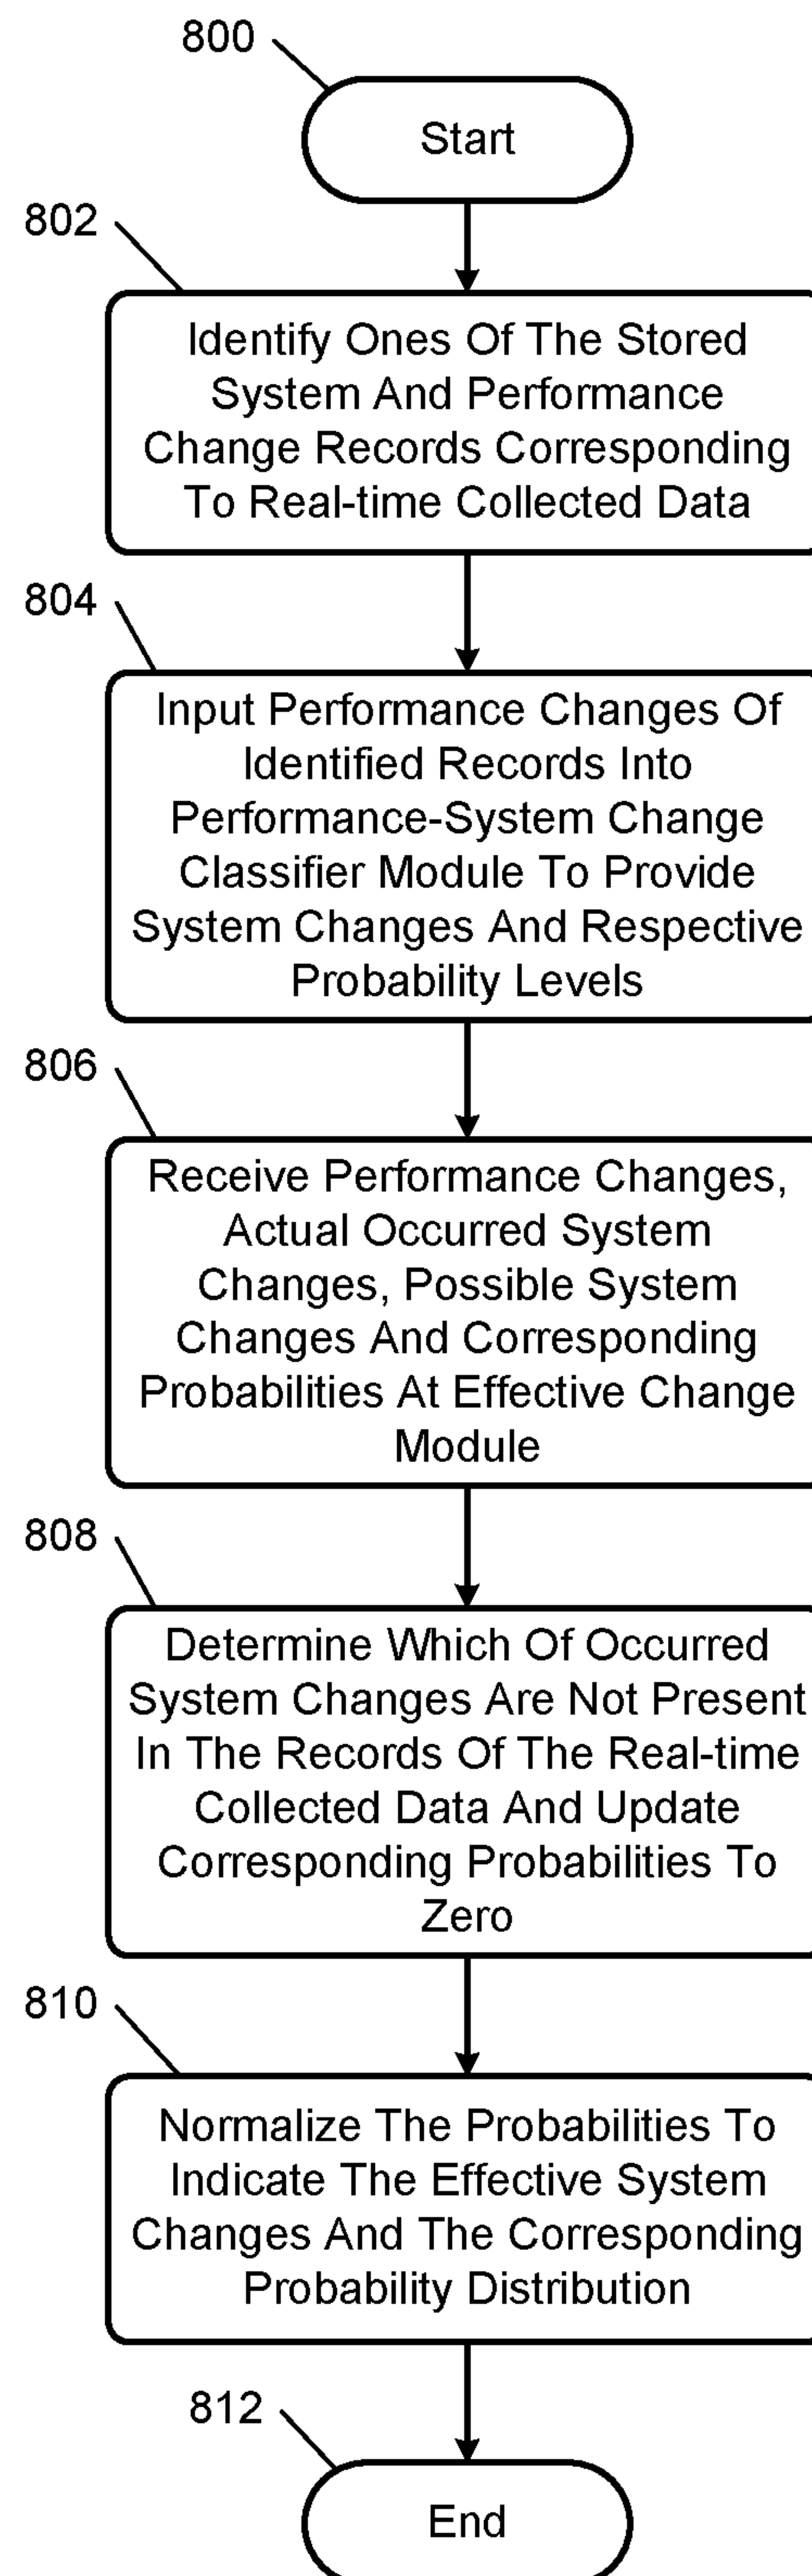 800
Start
802
Identify Ones Of The Stored
System And Performance
Change Records Corresponding
To Real-time Collected Data
804
Input Performance Changes Of
Identified Records Into
Performance-System Change
Classifier Module To Provide
System Changes And Respective
Probability Levels
806
Receive Performance Changes,
Actual Occurred System
Changes, Possible System
Changes And Corresponding
Probabilities At Effective Change
Module
808
Determine Which Of Occurred
System Changes Are Not Present
In The Records Of The Real-time
Collected Data And Update
Corresponding Probabilities To
Zero
810
Normalize The Probabilities To
Indicate The Effective System
Changes And The Corresponding
Probability Distribution
812
End